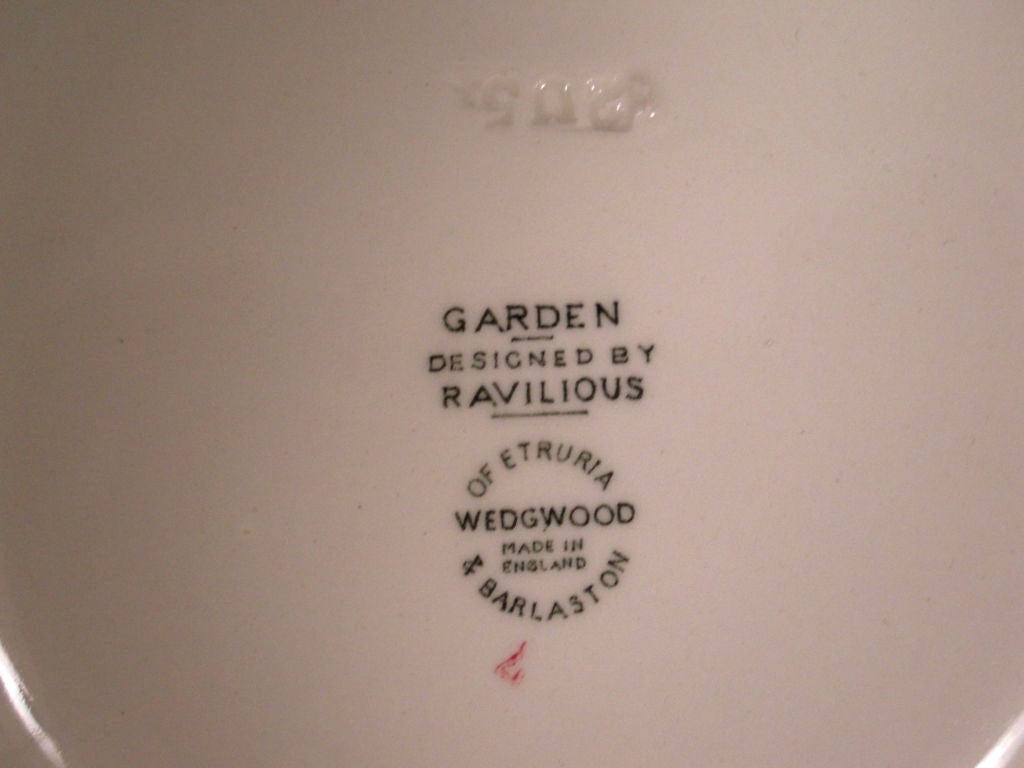 GARDEN
DESIGNED BY
RAVILIOUS
OF ETRURIA
WEDGWOOD
MADE IN
ENGLAND
& BARLASTON